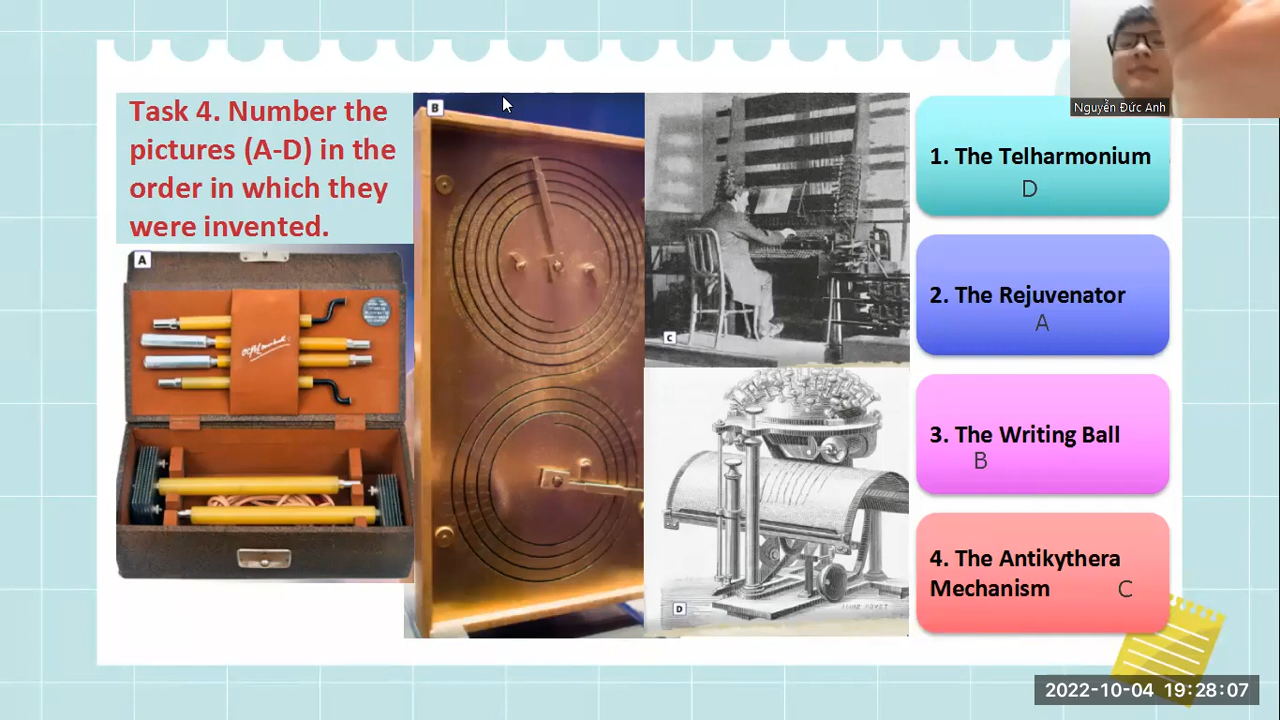 Task 4. Number the
pictures (A-D) in the
order in which they
were invented.
A
B
C
D
Nguyễn Đức Anh
1. The Telharmonium
D
2. The Rejuvenator
A
3. The Writing Ball
B
4. The Antikythera
Mechanism C
2022-10-04 19:28:07